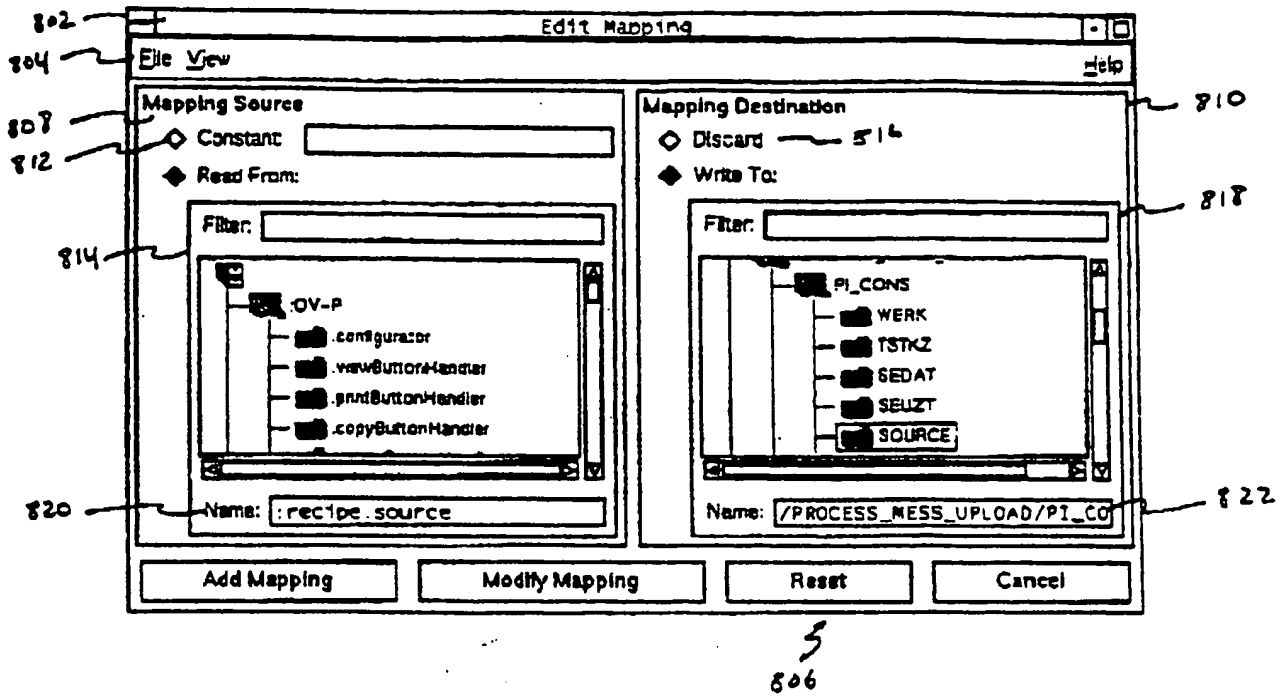 802
Edit Mapping
804
File View
Help
808
Mapping Source
Mapping Destination
810
812
Constant:
Discard
516
Read From:
Write To:
Filter:
Filter:
818
814
:OV-P
.configurator
.viewButtonHandler
.printButtonHandler
.copyButtonHandler
PI_CONS
WERK
TSTKZ
SEDAT
SEUZT
SOURCE
820
Name: :recipe.source
Name: /PROCESS_MESS_UPLOAD/PI_CO
822
Add Mapping
Modify Mapping
Reset
Cancel
806